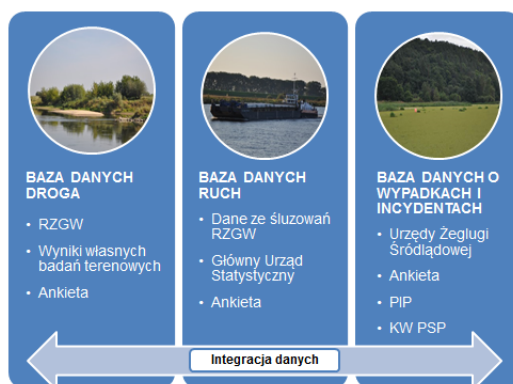 BAZA DANYCH
DROGA
• RZGW
• Wyniki własnych
badań terenowych
• Ankieta
BAZA DANYCH
RUCH
• Dane ze śluzowań
RZGW
• Główny Urząd
Statystyczny
• Ankieta
BAZA DANYCH O
WYPADKACH I
INCYDENTACH
• Urzędy Żeglugi
Śródlądowej
• Ankieta
• PIP
• KW PSP
Integracja danych